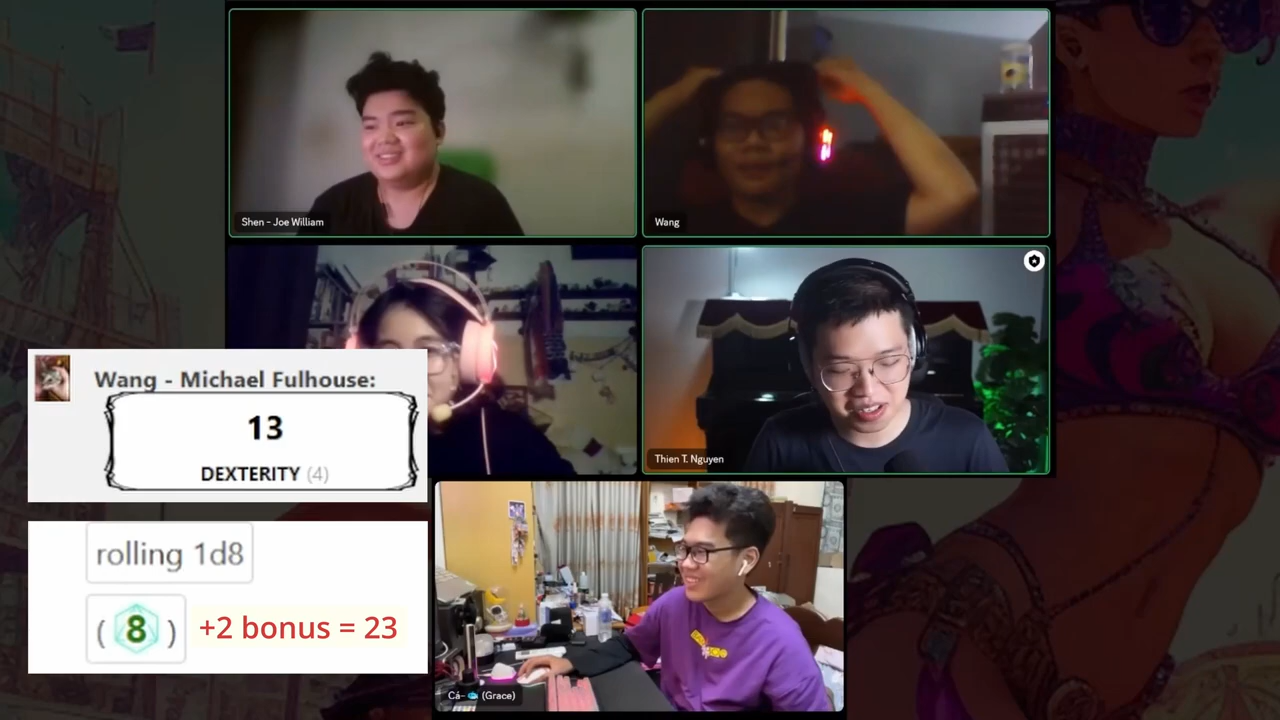 Shen - Joe William
Wang
Thien T. Nguyen
Wang - Michael Fulhouse:
13
DEXTERITY (4)
rolling 1d8
( 8 ) +2 bonus = 23
Cá- 🐟 (Grace)